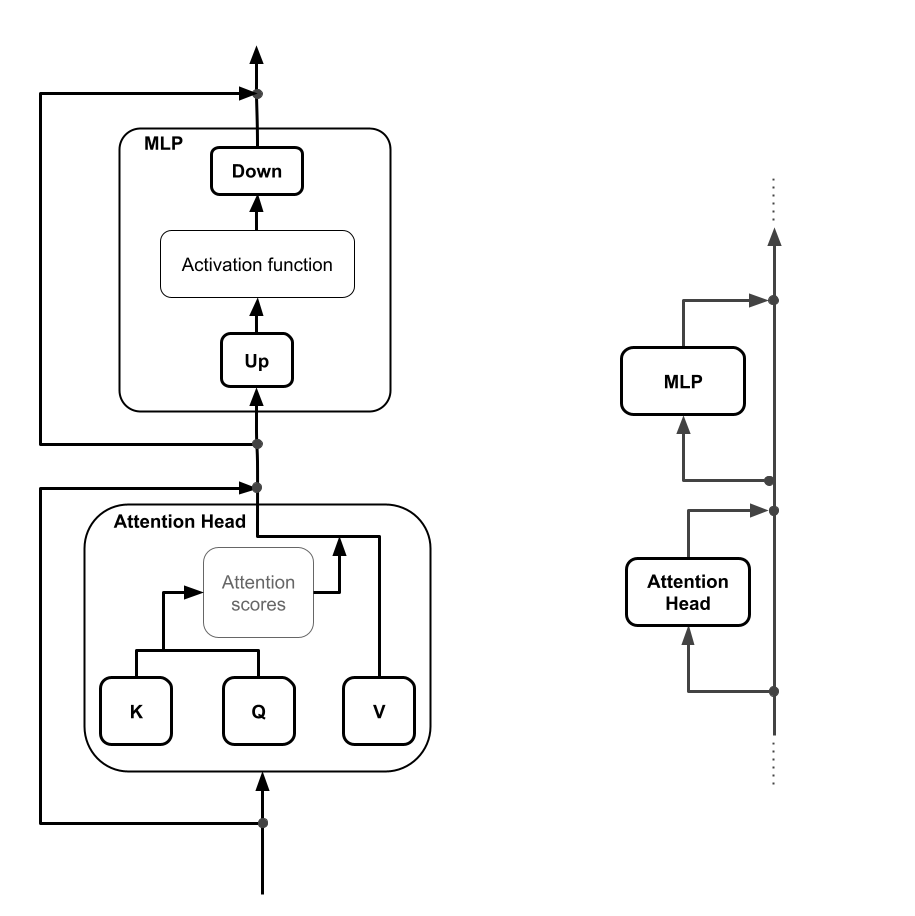 MLP
Down
Activation function
Up
Attention Head
Attention
scores
K
Q
V
MLP
Attention
Head